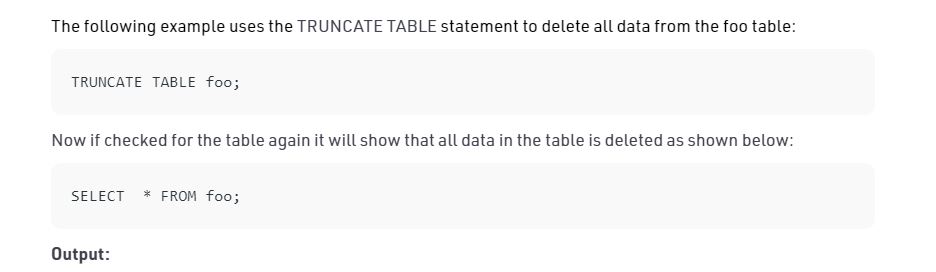 The following example uses the TRUNCATE TABLE statement to delete all data from the foo table:
TRUNCATE TABLE foo;
Now if checked for the table again it will show that all data in the table is deleted as shown below:
SELECT  * FROM foo;
Output: